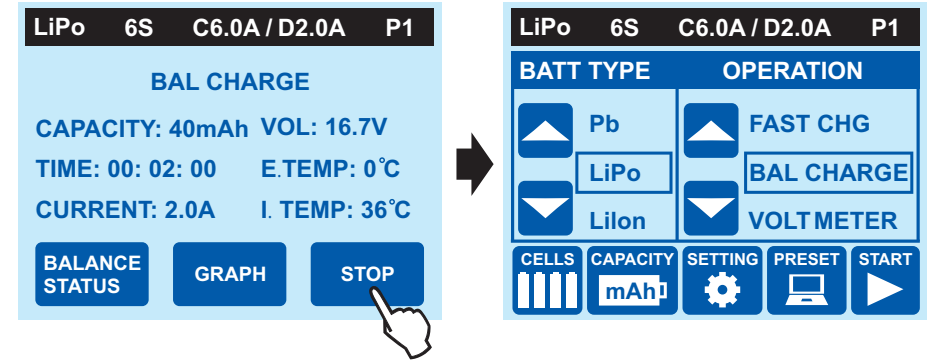 LiPo 6S C6.0A / D2.0A P1
BAL CHARGE
CAPACITY: 40mAh VOL: 16.7V
TIME: 00: 02: 00 E.TEMP: 0℃
CURRENT: 2.0A I. TEMP: 36℃
BALANCE
STATUS
GRAPH
STOP
LiPo 6S C6.0A / D2.0A P1
BATT TYPE OPERATION
Pb FAST CHG
LiPo BAL CHARGE
LiIon VOLTMETER
CELLS CAPACITY SETTING PRESET START
mAh